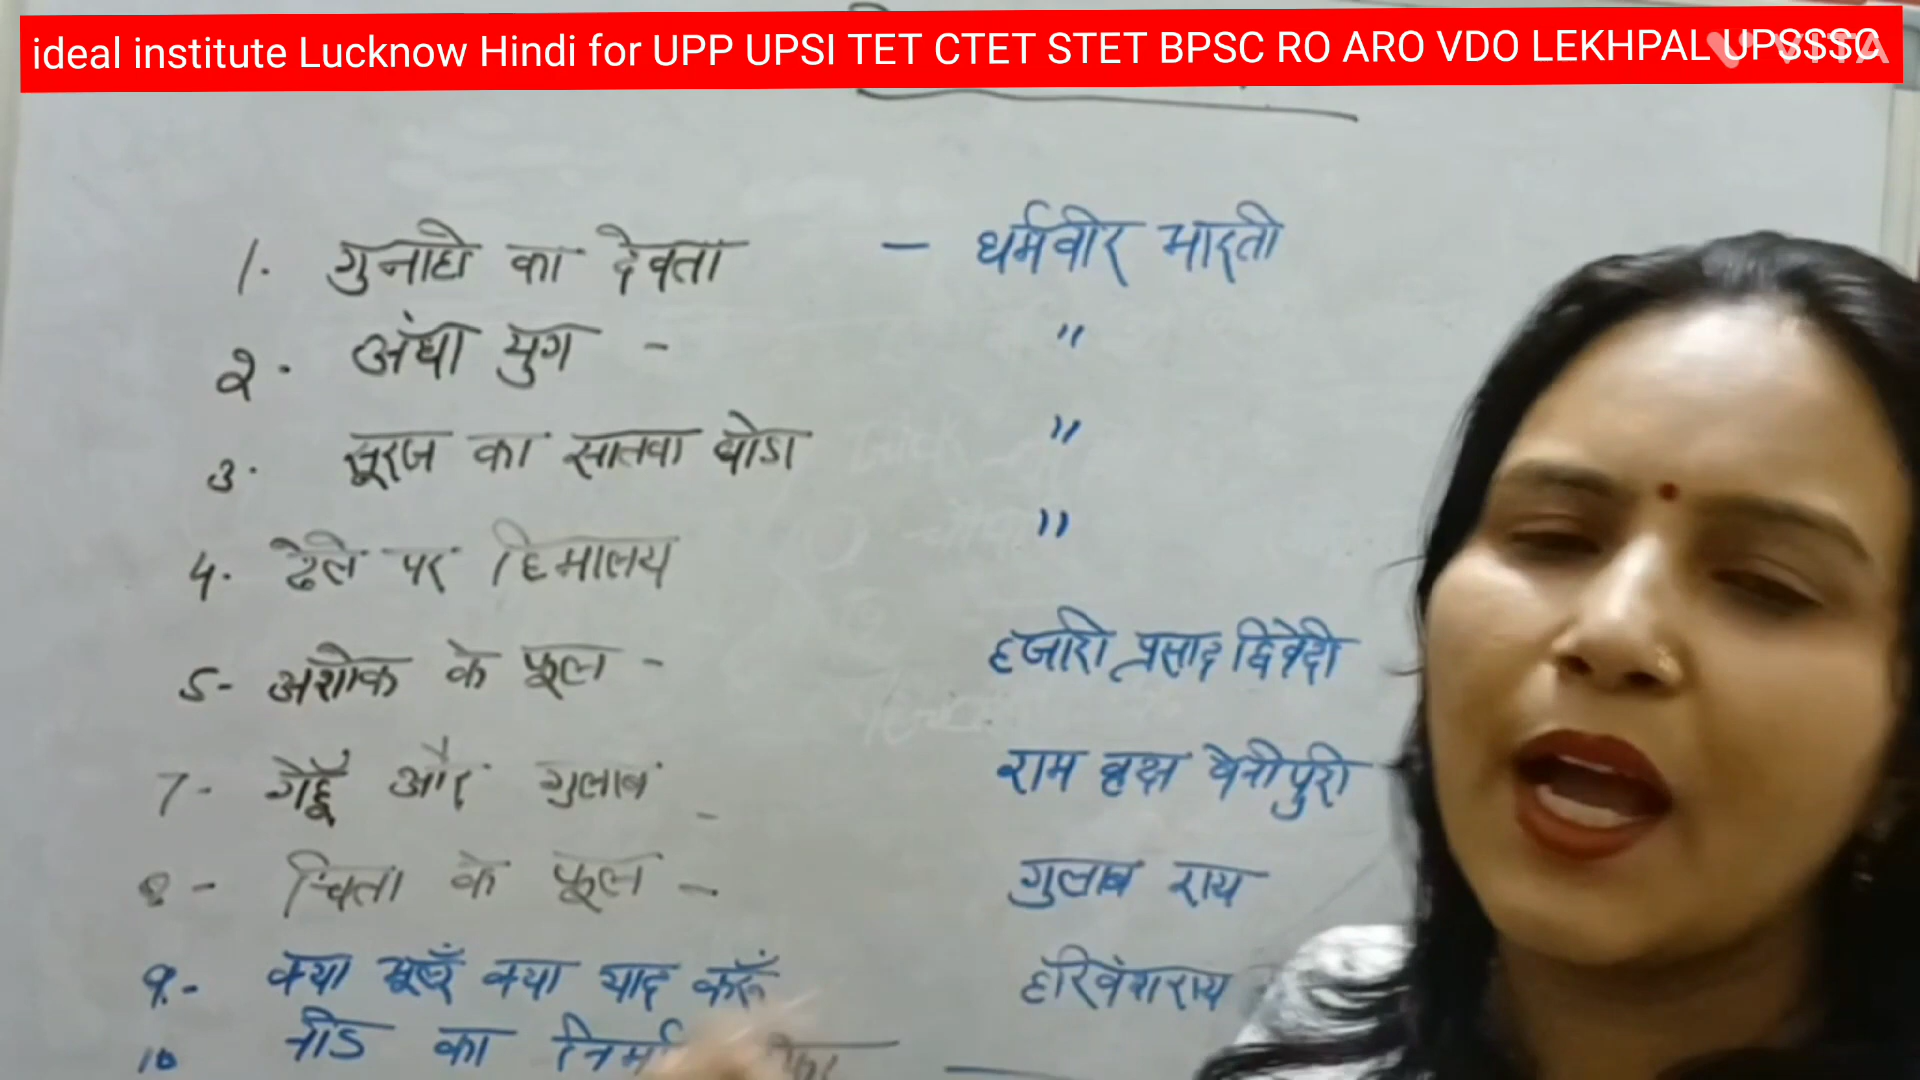 ideal institute Lucknow Hindi for UPP UPSI TET CTET STET BPSC RO ARO VDO LEKHPAL UPSSSC
VITA
1. गुनाहो का देवता - धर्मवीर भारती
2. अंधा युग - "
3. सूरज का सातवा घोडा "
4. ठेले पर हिमालय "
5- अशोक के फूल - हजारी प्रसाद द्विवेदी
7- गेहूँ और गुलाब - राम बृक्ष बेनीपुरी
8- चिता के फूल - गुलाब राय
9.- क्या भूलूँ क्या याद करूँ हरिवंशराय
10 नीड का